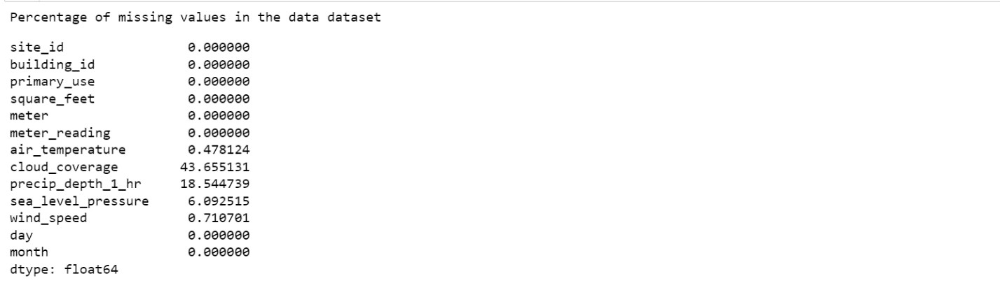 Percentage of missing values in the data dataset
site_id 0.000000
building_id 0.000000
primary_use 0.000000
square_feet 0.000000
meter 0.000000
meter_reading 0.000000
air_temperature 0.478124
cloud_coverage 43.655131
precip_depth_1_hr 18.544739
sea_level_pressure 6.092515
wind_speed 0.710701
day 0.000000
month 0.000000
dtype: float64